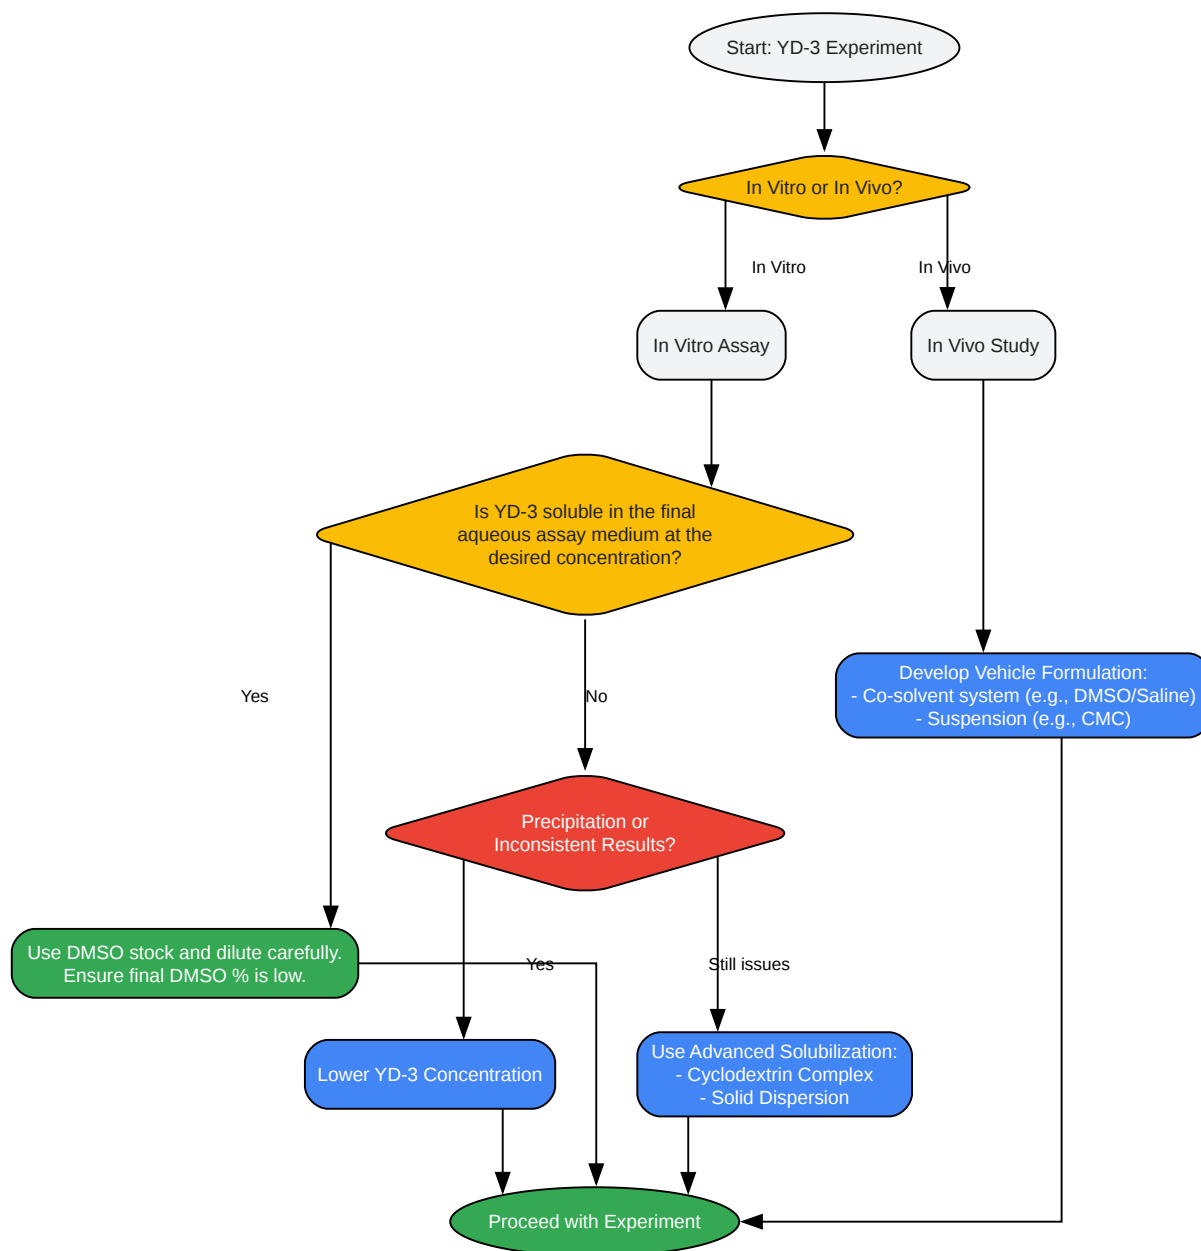 Start: YD-3 Experiment
In Vitro or In Vivo?
In Vitro
In Vivo
In Vitro Assay
In Vivo Study
Is YD-3 soluble in the final
aqueous assay medium at the
desired concentration?
Develop Vehicle Formulation:
- Co-solvent system (e.g., DMSO/Saline)
- Suspension (e.g., CMC)
Yes
No
Precipitation or
Inconsistent Results?
Use DMSO stock and dilute carefully.
Ensure final DMSO % is low.
Yes
Still issues
Lower YD-3 Concentration
Use Advanced Solubilization:
- Cyclodextrin Complex
- Solid Dispersion
Proceed with Experiment